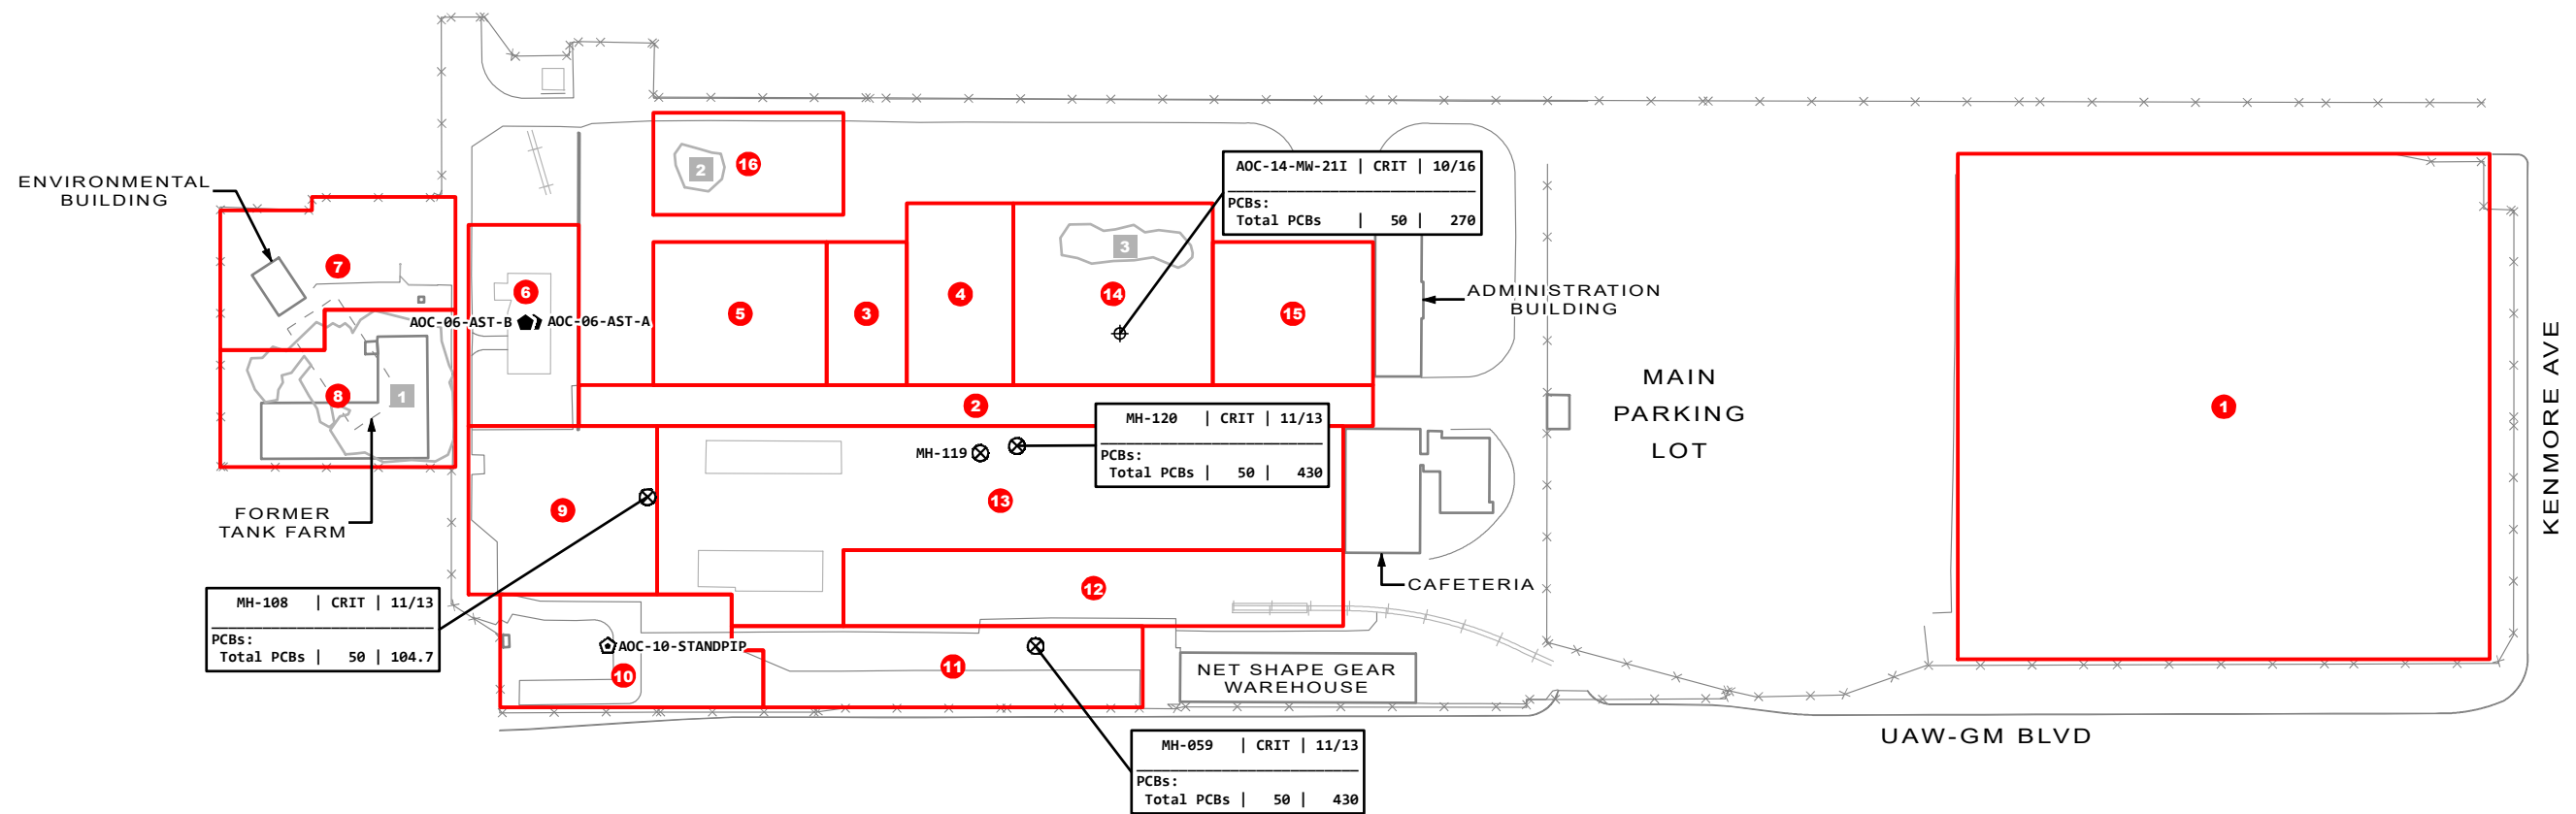 2
16
AOC-14-MW-21I | CRIT | 10/16
PCBs:
Total PCBs | 50 | 270
ENVIRONMENTAL
BUILDING
7
6
3
5
3
4
14
15
ADMINISTRATION
BUILDING
AOC-06-AST-B
AOC-06-AST-A
8
1
2
MAIN
PARKING
LOT
1
KENMORE AVE
MH-120 | CRIT | 11/13
PCBs:
Total PCBs | 50 | 430
MH-119
9
13
FORMER
TANK FARM
12
CAFETERIA
MH-108 | CRIT | 11/13
PCBs:
Total PCBs | 50 | 104.7
AOC-10-STANDPIP
10
11
NET SHAPE GEAR
WAREHOUSE
UAW-GM BLVD
MH-059 | CRIT | 11/13
PCBs:
Total PCBs | 50 | 430